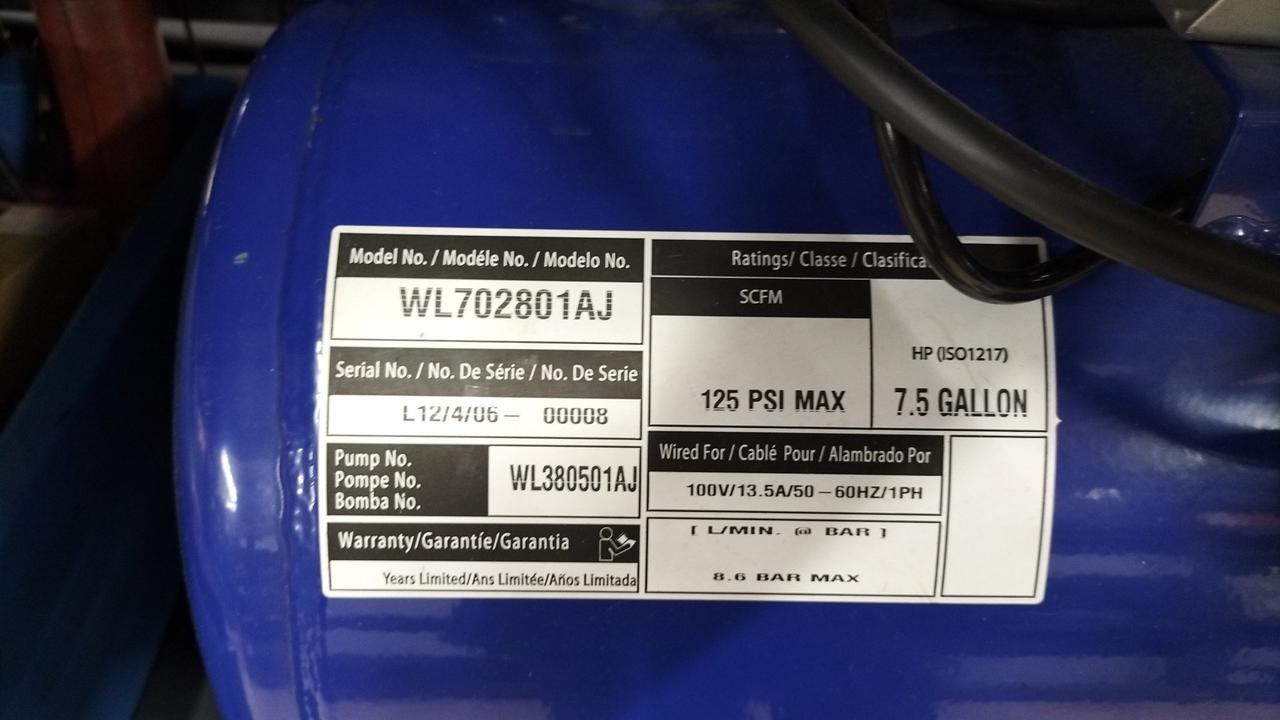 Model No. / Modéle No. / Modelo No.
WL702801AJ
Serial No. / No. De Série / No. De Serie
L12/4/06 – 00008
Pump No.
Pompe No.
Bomba No.
WL380501AJ
Warranty/Garantíe/Garantia
Years Limited/Ans Limitée/Años Limitada
Ratings/ Classe / Clasifica
SCFM
125 PSI MAX
HP (ISO1217)
7.5 GALLON
Wired For / Cablé Pour / Alambrado Por
100V/13.5A/50 – 60HZ/1PH
[ L/MIN. @ BAR ]
8.6 BAR MAX